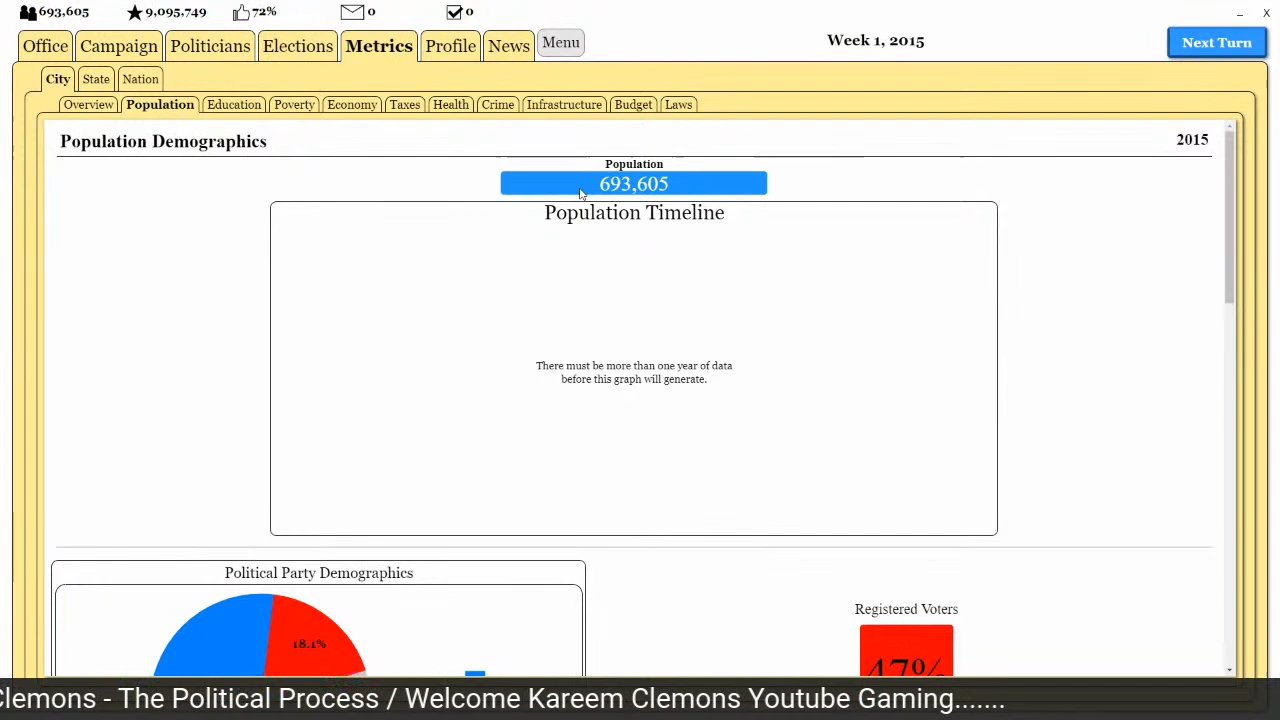 693,605 9,095,749 72% 0 0
Office Campaign Politicians Elections Metrics Profile News Menu Week 1, 2015 Next Turn
City State Nation
Overview Population Education Poverty Economy Taxes Health Crime Infrastructure Budget Laws
Population Demographics 2015
Population
693,605
Population Timeline
There must be more than one year of data
before this graph will generate.
Political Party Demographics
Registered Voters
18.1%
47%
Clemons - The Political Process / Welcome Kareem Clemons Youtube Gaming.......